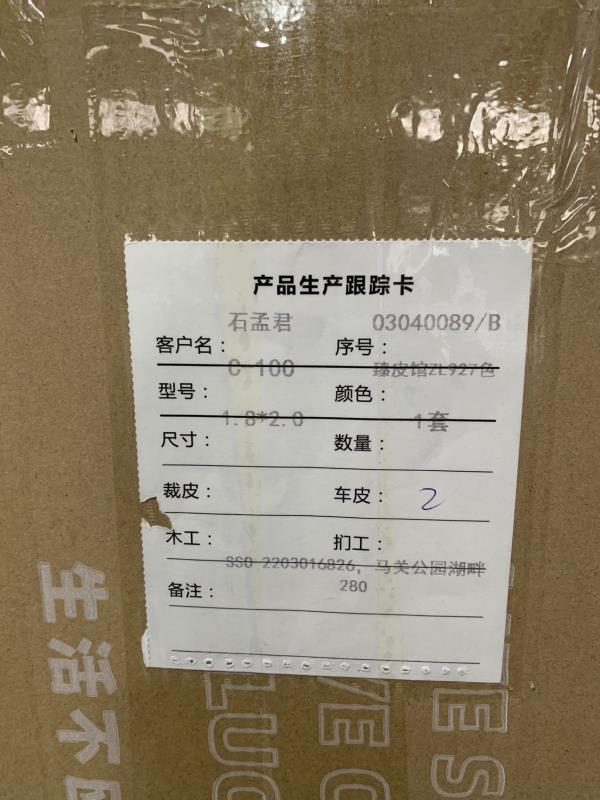 产品生产跟踪卡
石孟君 03040089/B
客户名： 序号：
C 100 臻皮馆ZL927色
型号： 颜色：
1.8*2.0 1套
尺寸： 数量：
裁皮： 车皮： 2
木工： 扪工：
SSO 2203016826，马关公园湖畔
280
备注：
生活不